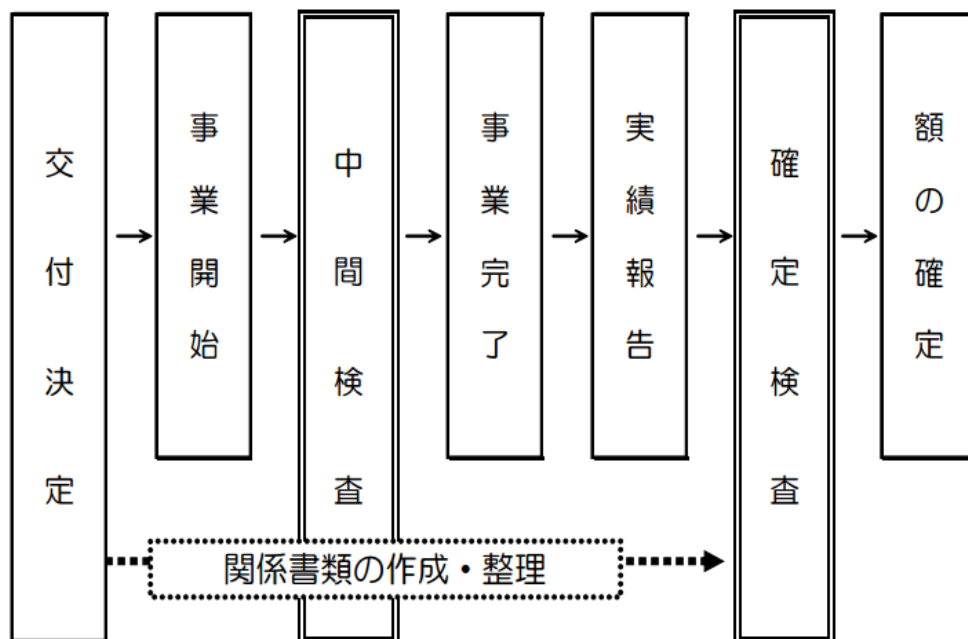 交付決定
事業開始
中間検査
事業完了
実績報告
確定検査
額の確定
関係書類の作成・整理